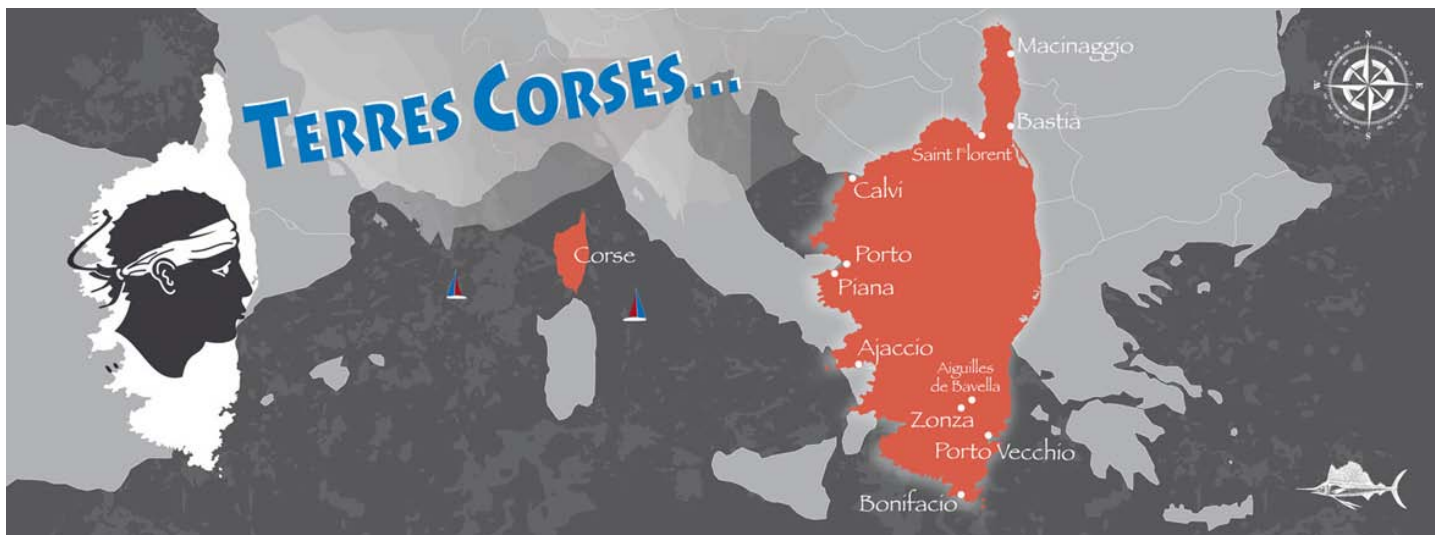 TERRES CORSES...
Corse
N
E
S
W
Macinaggio
Bastia
Saint Florent
Calvi
Porto
Piana
Ajaccio
Aiguilles
de Bavella
Zonza
Porto Vecchio
Bonifacio